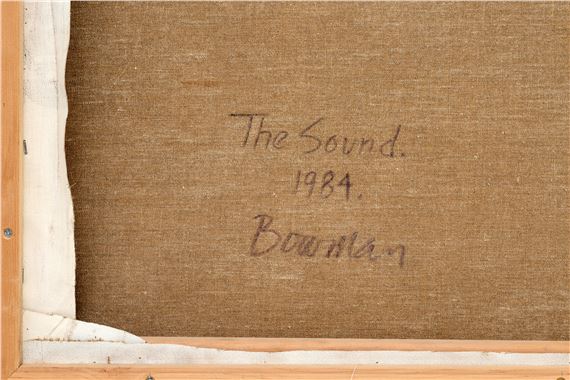 The Sound.
1984.
Bowman